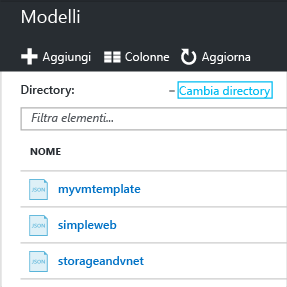 Modelli
Aggiungi Colonne Aggiorna
Directory: – Cambia directory
Filtra elementi...
NOME
JSON myvmtemplate
JSON simpleweb
JSON storageandvnet